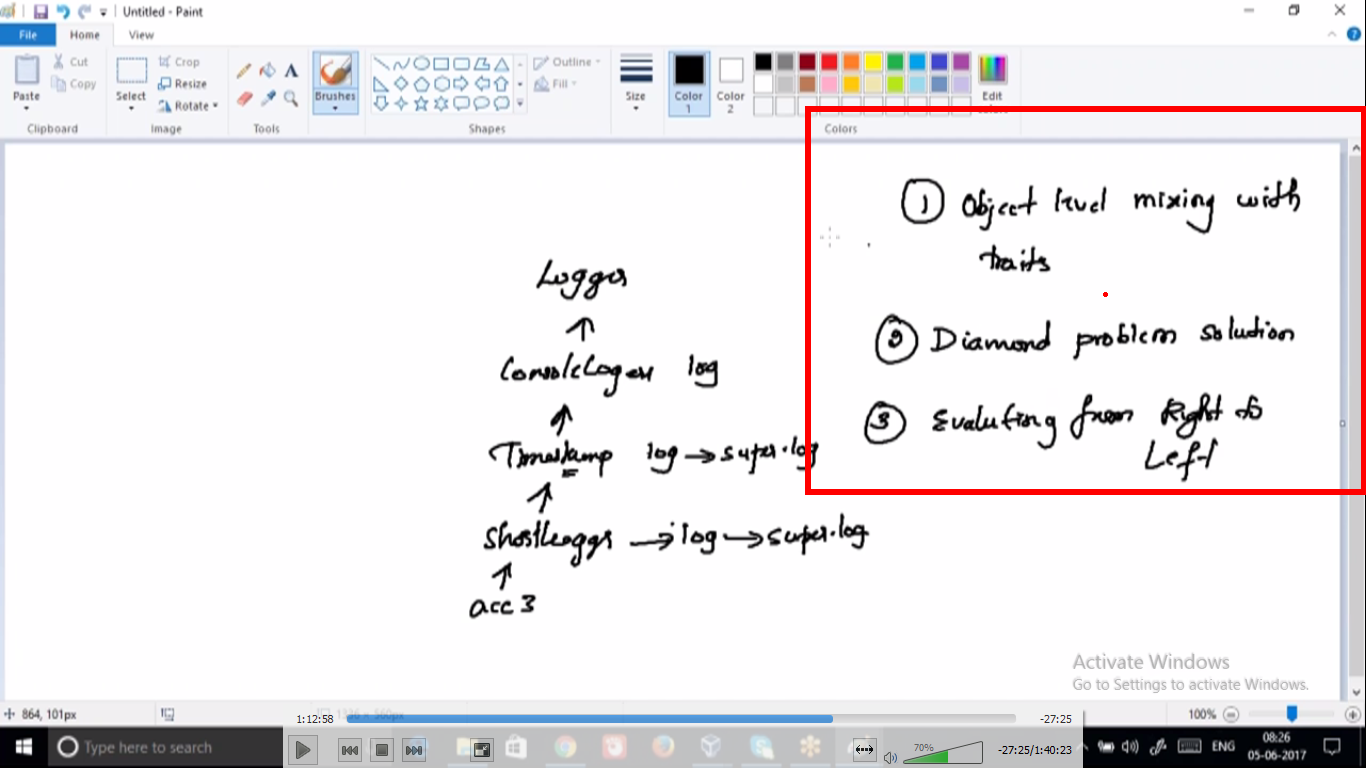 Untitled - Paint
File Home View
Paste Cut Copy Select Crop Resize Rotate Brushes Outline Fill Size Color 1 Color 2 Edit
Clipboard Image Tools Shapes Colors
1 Object level mixing with
traits
Logger
2 Diamond problem solution
ConsoleLogger log
3 Evaluting from Right to
Left
Timestamp log → super.log
ShortLoggr → log → super.log
acc 3
Activate Windows
Go to Settings to activate Windows.
864, 101px
100%
1:12:58 -27:25
Type here to search
70% -27:25/1:40:23
ENG 08:26
05-06-2017